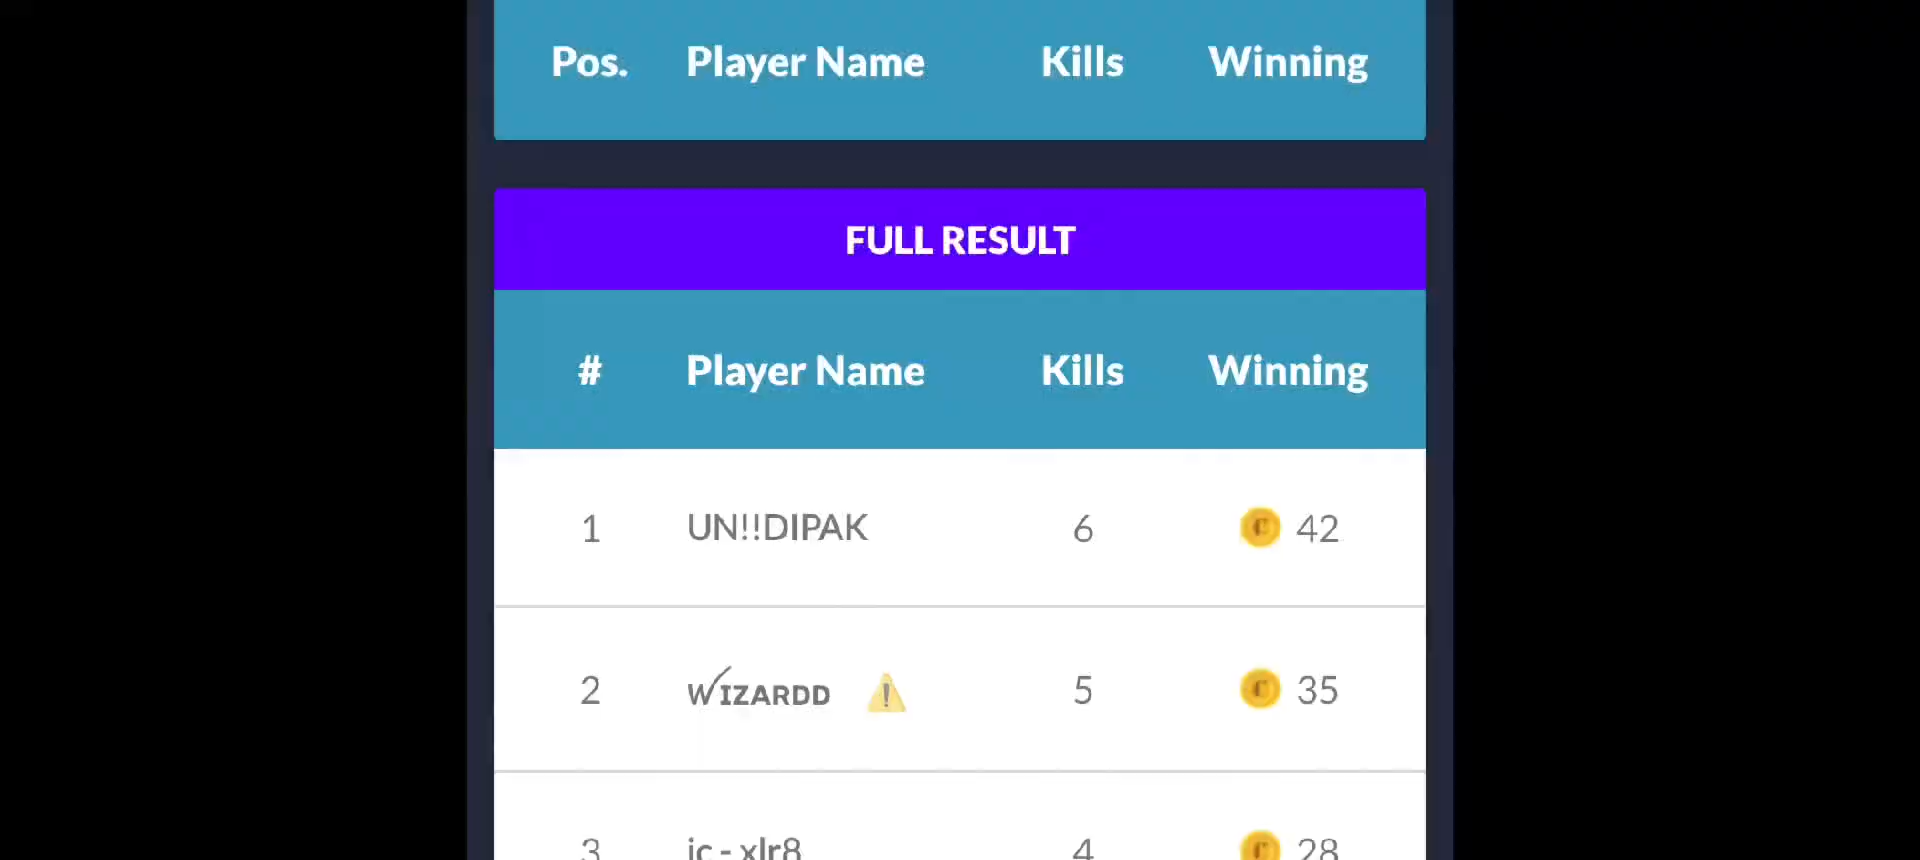 Pos. Player Name Kills Winning
FULL RESULT
# Player Name Kills Winning
1 UN!!DIPAK 6 42
2 WIZARDD ⚠️ 5 35
3 ic - xlr8 4 28